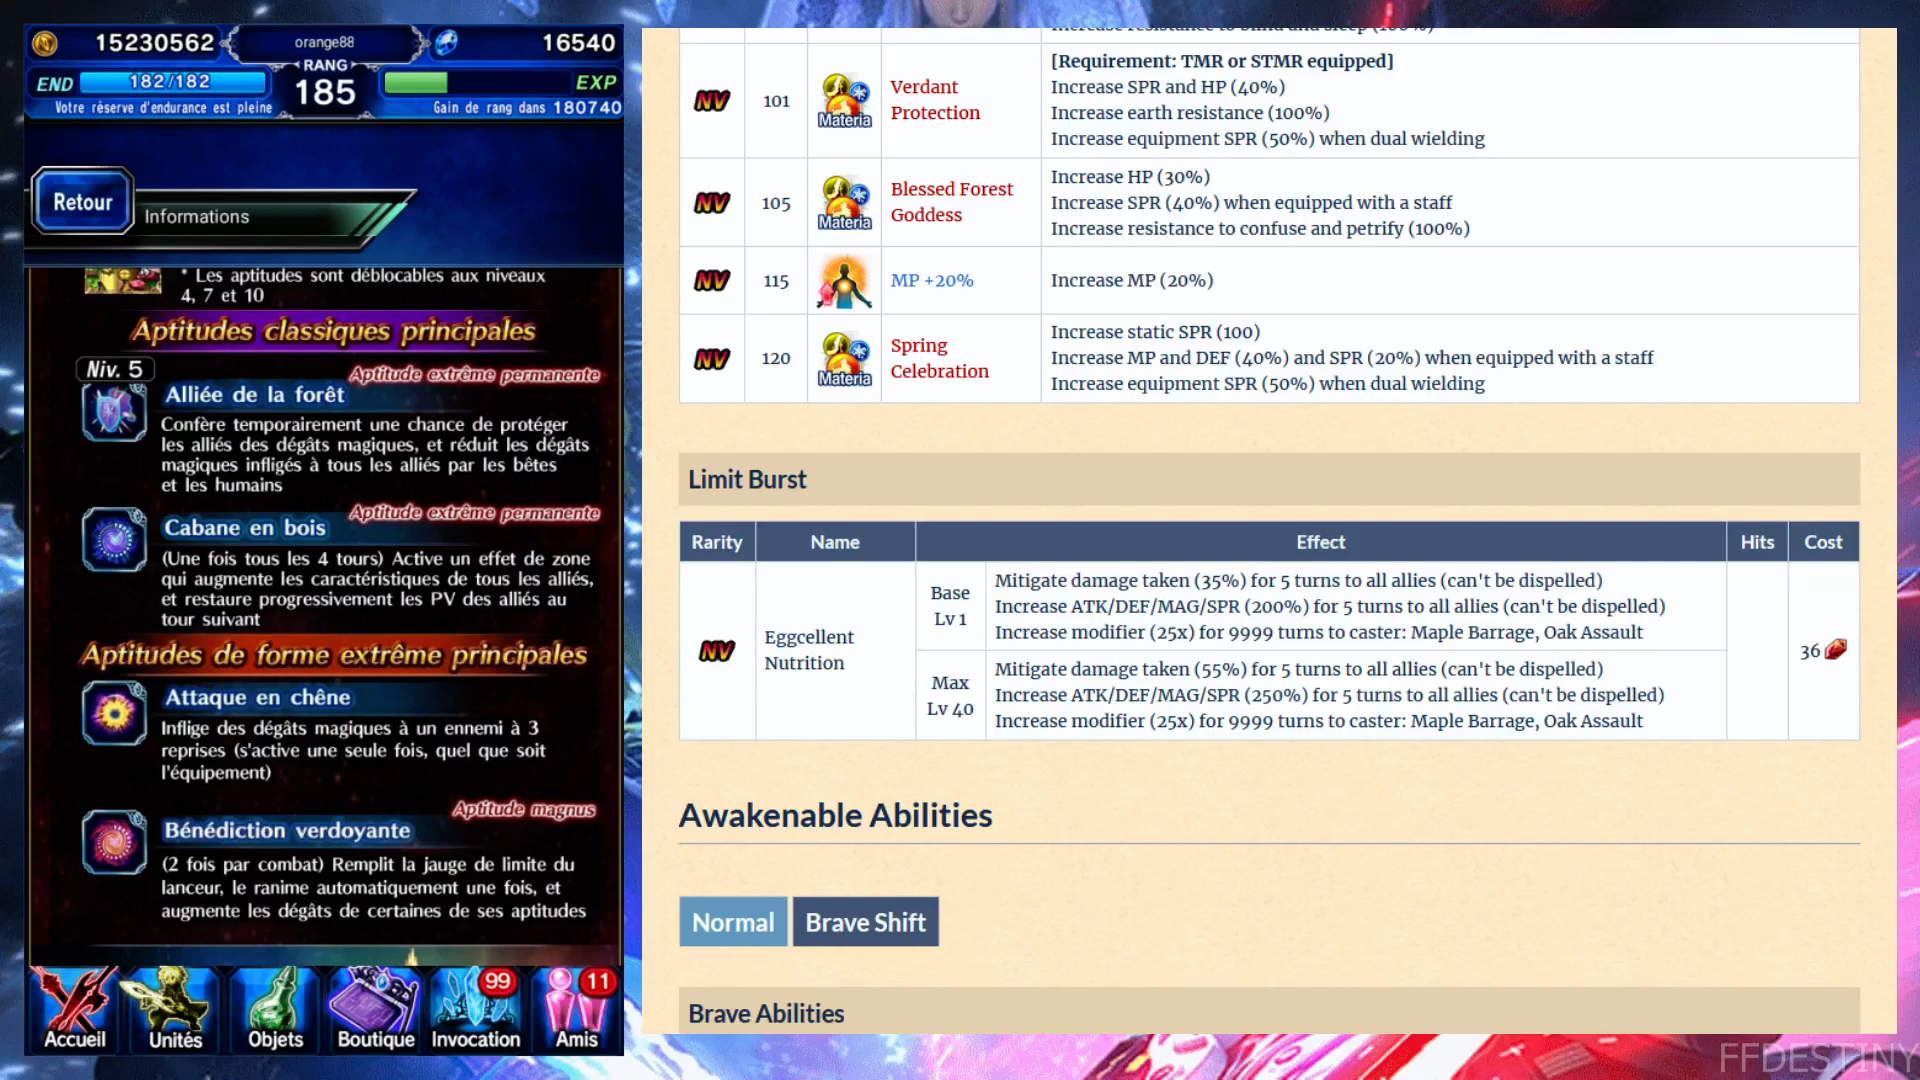 15230562
orange88
16540
RANG
185
END
182/182
EXP
Votre réserve d'endurance est pleine
Gain de rang dans 180740
Retour
Informations
* Les aptitudes sont déblocables aux niveaux
4, 7 et 10
Aptitudes classiques principales
Niv. 5
Aptitude extrême permanente
Alliée de la forêt
Confère temporairement une chance de protéger
les alliés des dégâts magiques, et réduit les dégâts
magiques infligés à tous les alliés par les bêtes
et les humains
Aptitude extrême permanente
Cabane en bois
(Une fois tous les 4 tours) Active un effet de zone
qui augmente les caractéristiques de tous les alliés,
et restaure progressivement les PV des alliés au
tour suivant
Aptitudes de forme extrême principales
Attaque en chêne
Inflige des dégâts magiques à un ennemi à 3
reprises (s'active une seule fois, quel que soit
l'équipement)
Aptitude magnus
Bénédiction verdoyante
(2 fois par combat) Remplit la jauge de limite du
lanceur, le ranime automatiquement une fois, et
augmente les dégâts de certaines de ses aptitudes
Accueil
Unités
Objets
Boutique
99
Invocation
11
Amis
NV
101
Materia
Verdant
Protection
[Requirement: TMR or STMR equipped]
Increase SPR and HP (40%)
Increase earth resistance (100%)
Increase equipment SPR (50%) when dual wielding
NV
105
Materia
Blessed Forest
Goddess
Increase HP (30%)
Increase SPR (40%) when equipped with a staff
Increase resistance to confuse and petrify (100%)
NV
115
MP +20%
Increase MP (20%)
NV
120
Materia
Spring
Celebration
Increase static SPR (100)
Increase MP and DEF (40%) and SPR (20%) when equipped with a staff
Increase equipment SPR (50%) when dual wielding
Limit Burst
Rarity
Name
Effect
Hits
Cost
NV
Eggcellent
Nutrition
Base
Lv 1
Mitigate damage taken (35%) for 5 turns to all allies (can't be dispelled)
Increase ATK/DEF/MAG/SPR (200%) for 5 turns to all allies (can't be dispelled)
Increase modifier (25x) for 9999 turns to caster: Maple Barrage, Oak Assault
Max
Lv 40
Mitigate damage taken (55%) for 5 turns to all allies (can't be dispelled)
Increase ATK/DEF/MAG/SPR (250%) for 5 turns to all allies (can't be dispelled)
Increase modifier (25x) for 9999 turns to caster: Maple Barrage, Oak Assault
36
Awakenable Abilities
Normal
Brave Shift
Brave Abilities
FFDESTINY